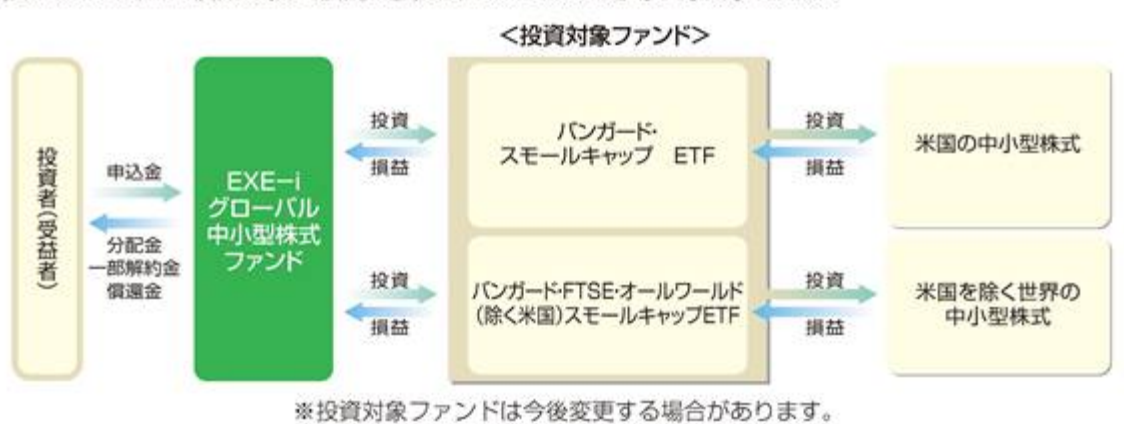 <投資対象ファンド>
投資者(受益者)
申込金
分配金
一部解約金
償還金
EXE-i
グローバル
中小型株式
ファンド
投資
損益
バンガード・
スモールキャップ ETF
投資
損益
米国の中小型株式
投資
損益
バンガード・FTSE・オールワールド
(除く米国)スモールキャップETF
投資
損益
米国を除く世界の
中小型株式
※投資対象ファンドは今後変更する場合があります。